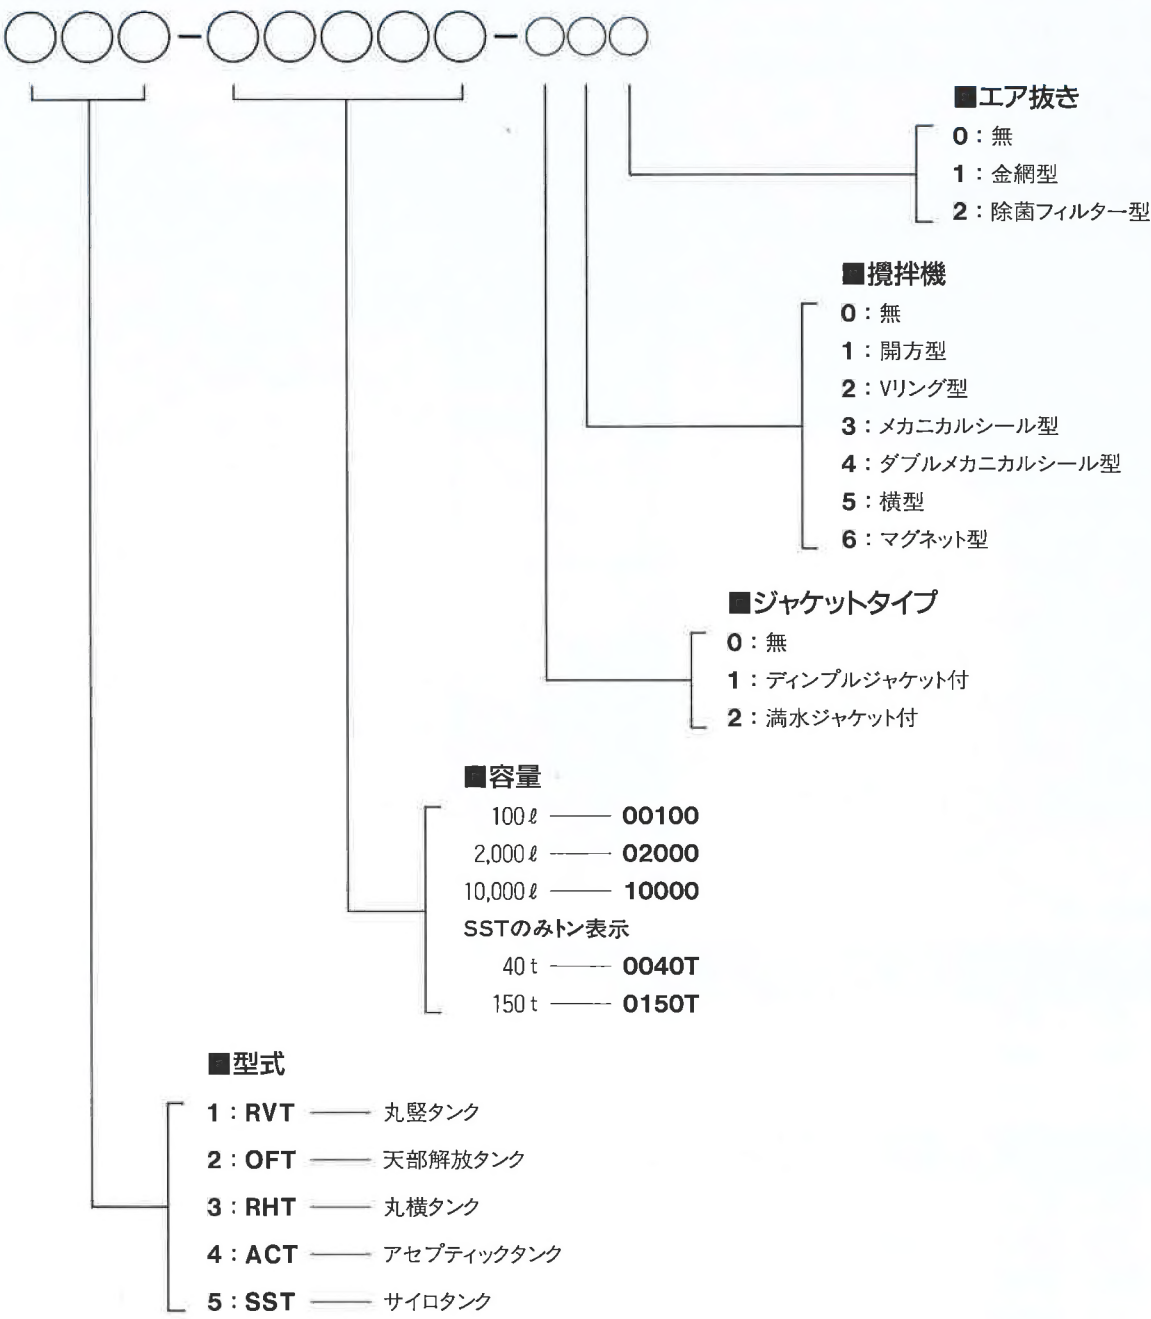 ○○○-○○○○○-○○○
■エア抜き
0：無
1：金網型
2：除菌フィルター型
■攪拌機
0：無
1：開方型
2：Vリング型
3：メカニカルシール型
4：ダブルメカニカルシール型
5：横型
6：マグネット型
■ジャケットタイプ
0：無
1：ディンプルジャケット付
2：満水ジャケット付
■容量
100ℓ —— 00100
2,000ℓ —— 02000
10,000ℓ —— 10000
SSTのみトン表示
40t —— 0040T
150t —— 0150T
■型式
1：RVT —— 丸竪タンク
2：OFT —— 天部解放タンク
3：RHT —— 丸横タンク
4：ACT —— アセプティックタンク
5：SST —— サイロタンク